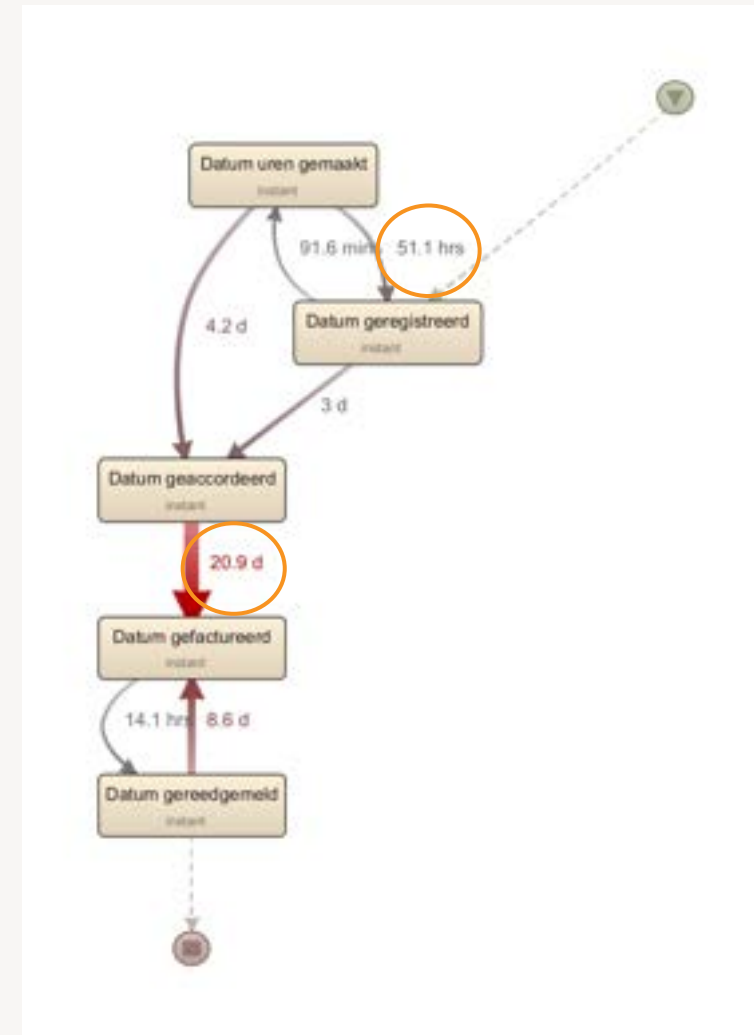 Datum uren gemaakt
instant
91.6 mins
51.1 hrs
Datum geregistreerd
instant
4.2 d
3 d
Datum geaccordeerd
instant
20.9 d
Datum gefactureerd
instant
14.1 hrs
8.6 d
Datum gereedgemeld
instant